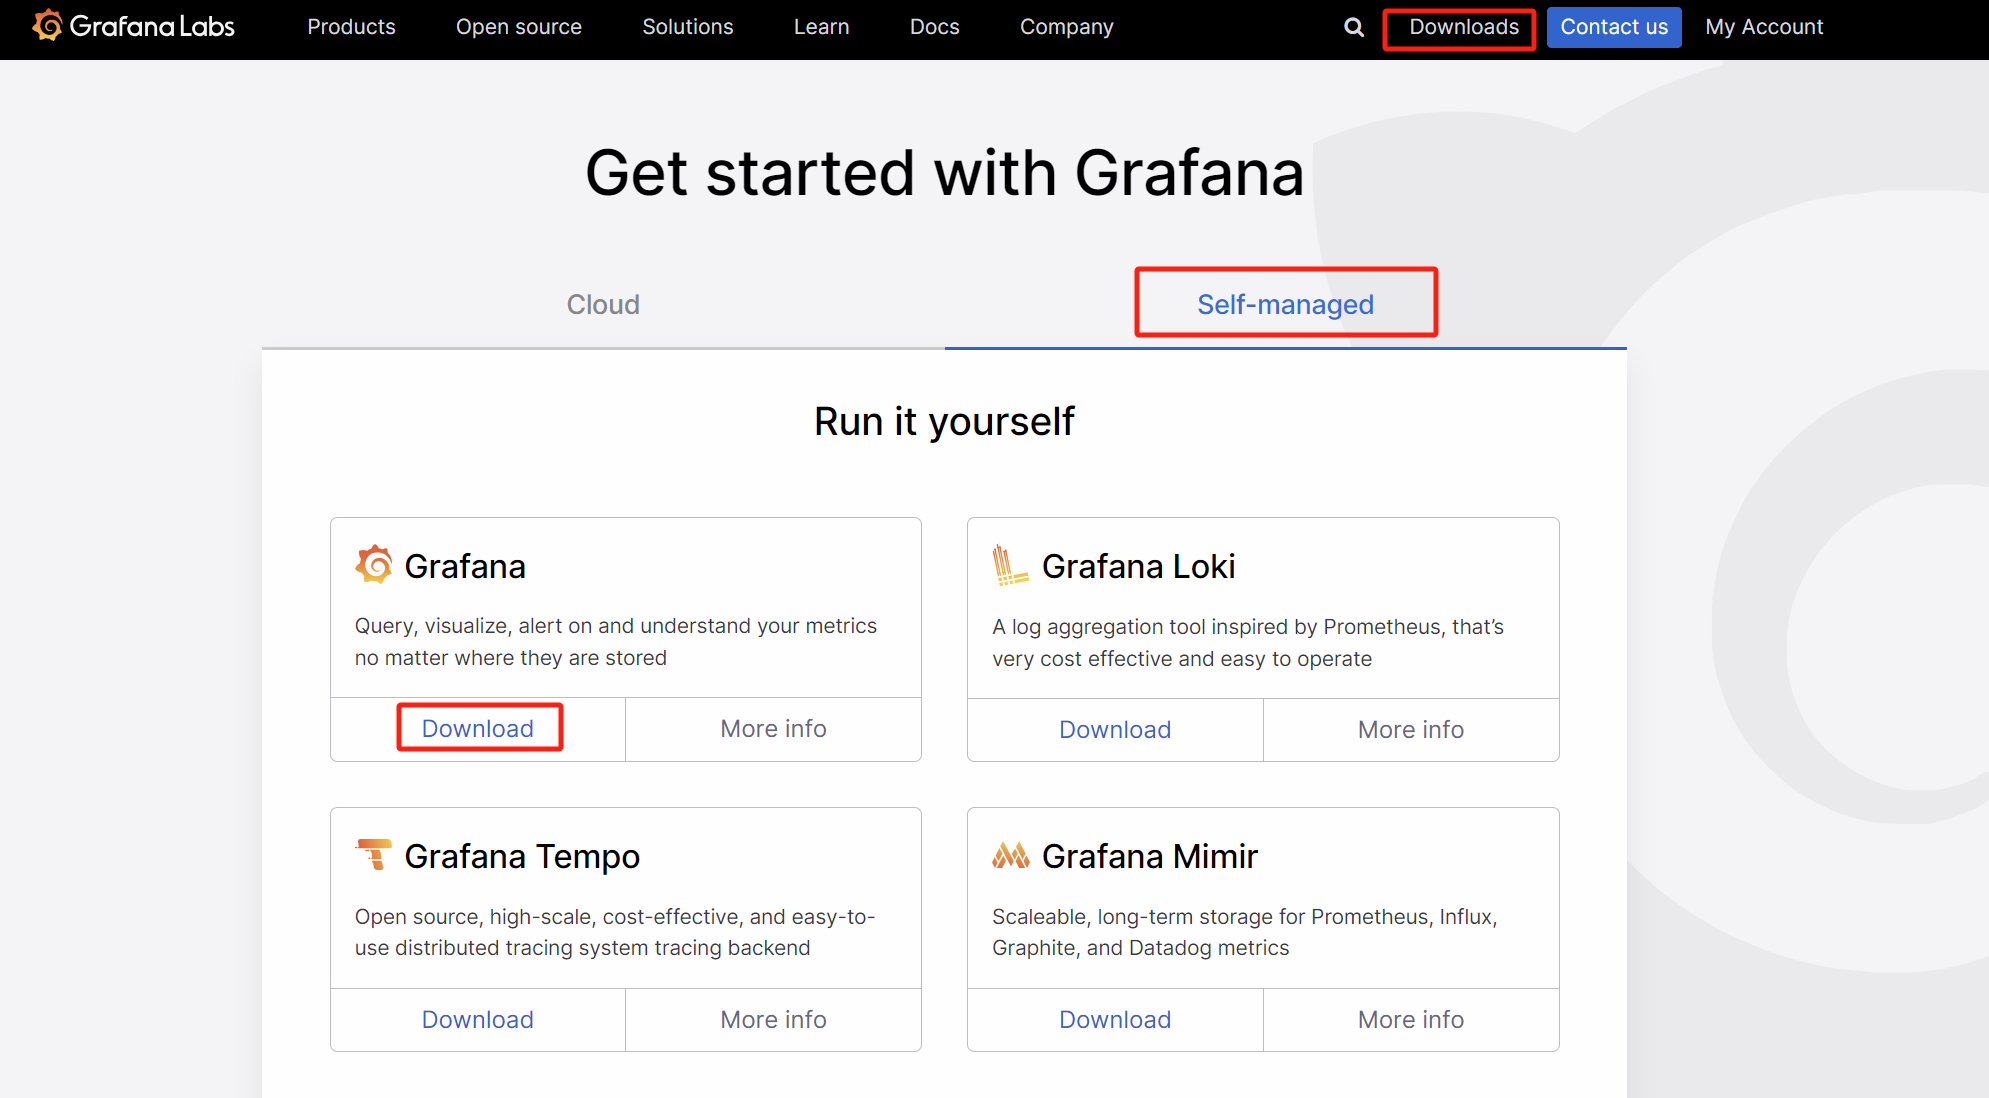 Grafana Labs Products Open source Solutions Learn Docs Company Downloads Contact us My Account
Get started with Grafana
Cloud Self-managed
Run it yourself
Grafana
Query, visualize, alert on and understand your metrics
no matter where they are stored
Download More info
Grafana Loki
A log aggregation tool inspired by Prometheus, that’s
very cost effective and easy to operate
Download More info
Grafana Tempo
Open source, high-scale, cost-effective, and easy-to-
use distributed tracing system tracing backend
Download More info
Grafana Mimir
Scaleable, long-term storage for Prometheus, Influx,
Graphite, and Datadog metrics
Download More info